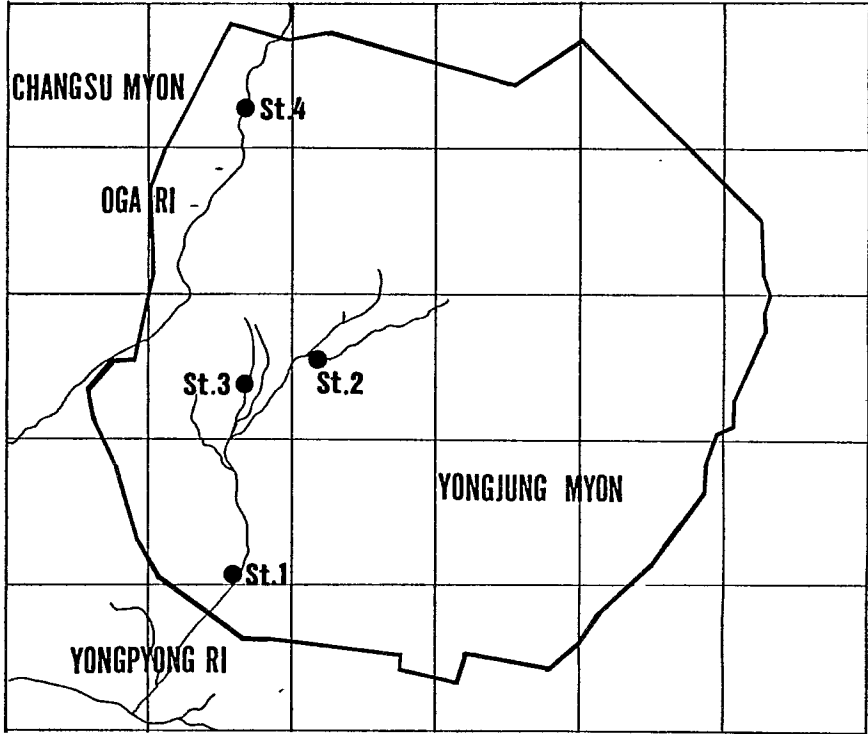 CHANGSU MYON
St.4
OGA RI
St.3
St.2
YONGJUNG MYON
St.1
YONGPYONG RI